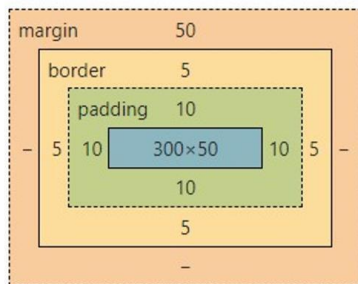 margin 50
border 5
padding 10
– 5 10 300×50 10 5 –
10
5
–